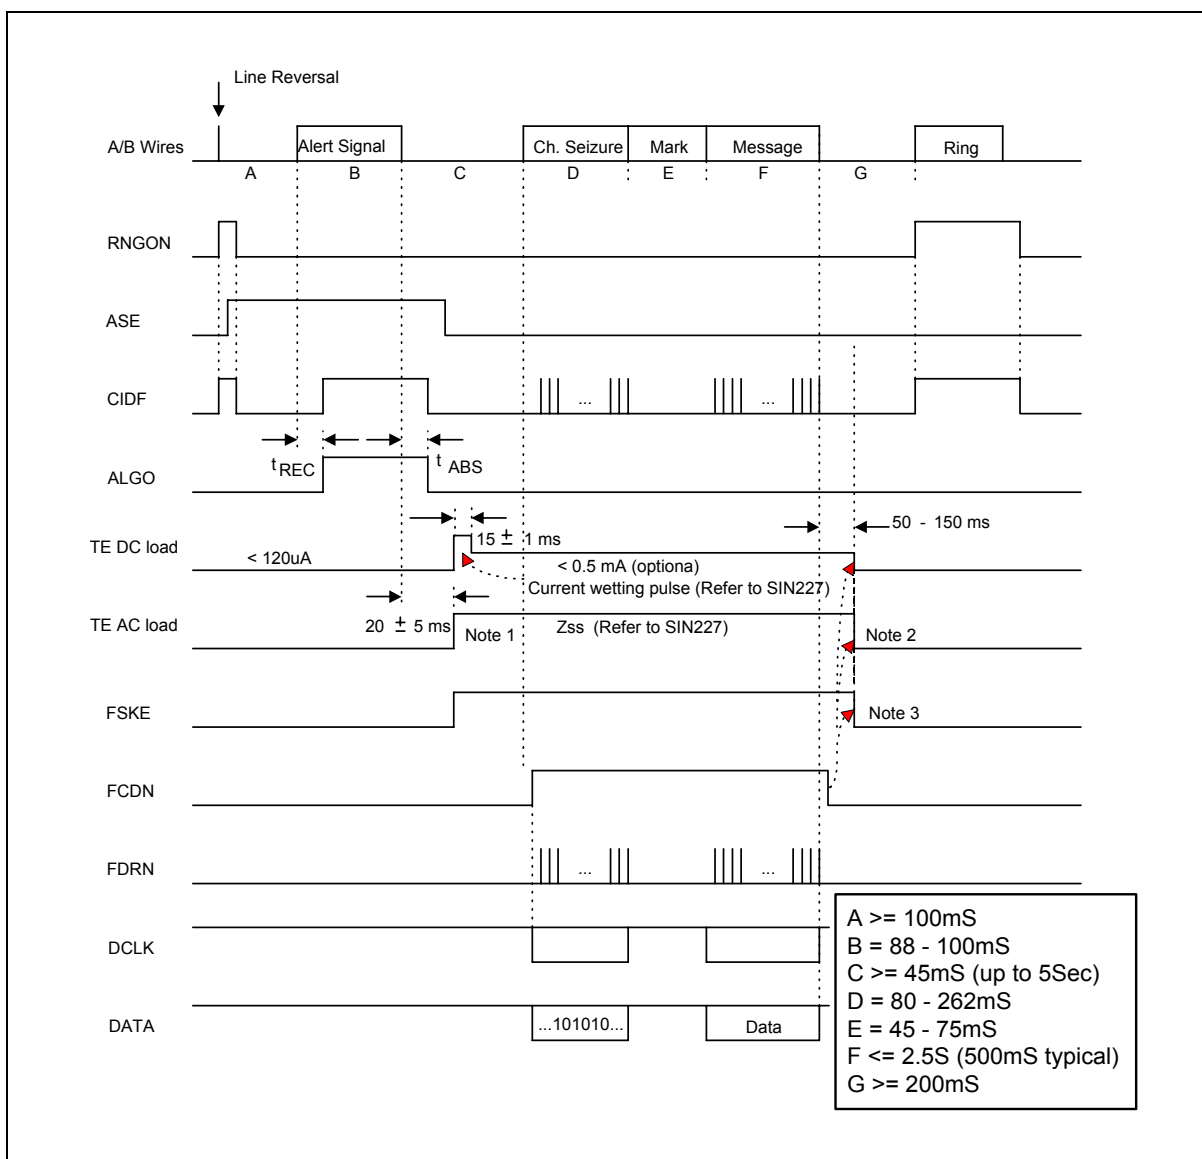 Line Reversal
A/B Wires Alert Signal Ch. Seizure Mark Message Ring
A B C D E F G
RNGON
ASE
CIDF ... ...
tREC tABS
ALGO
50 - 150 ms
15 ± 1 ms
TE DC load
< 120uA < 0.5 mA (optiona)
Current wetting pulse (Refer to SIN227)
TE AC load 20 ± 5 ms Note 1 Zss (Refer to SIN227) Note 2
FSKE Note 3
FCDN
FDRN ... ...
DCLK
DATA ...101010... Data
A >= 100mS
B = 88 - 100mS
C >= 45mS (up to 5Sec)
D = 80 - 262mS
E = 45 - 75mS
F <= 2.5S (500mS typical)
G >= 200mS